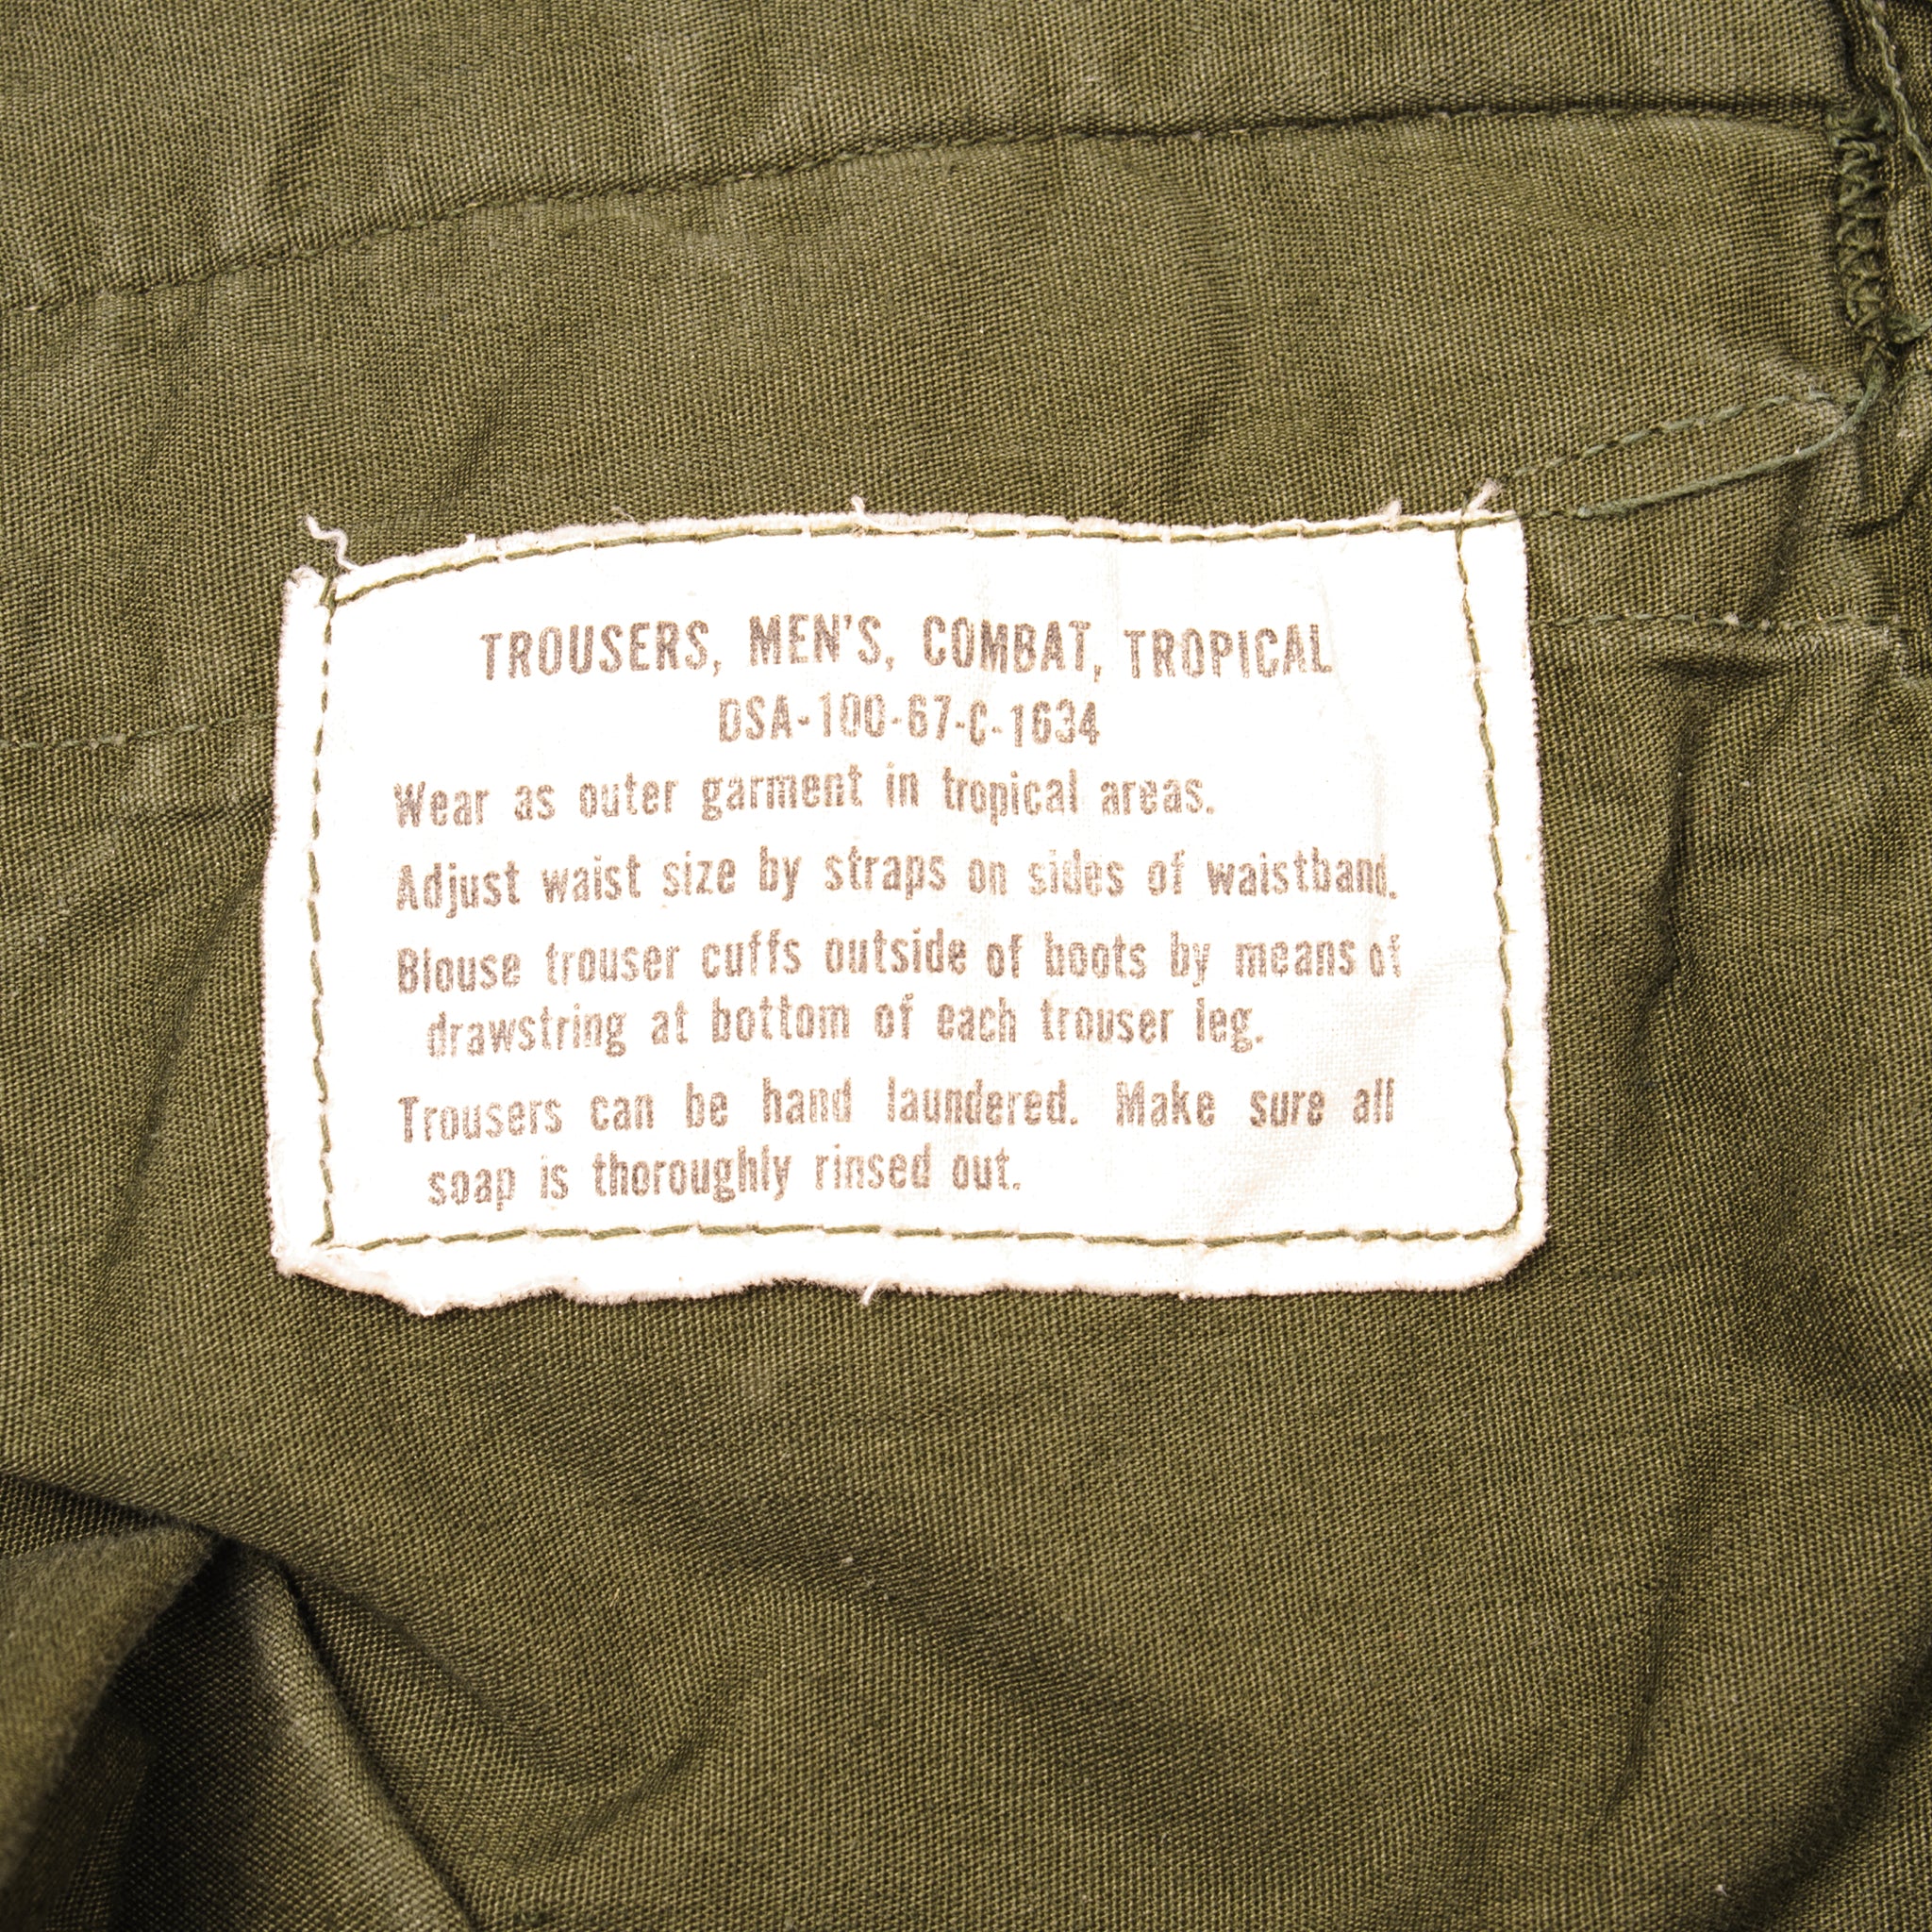 TROUSERS, MEN'S, COMBAT, TROPICAL
DSA-100-67-C-1634
Wear as outer garment in tropical areas.
Adjust waist size by straps on sides of waistband.
Blouse trouser cuffs outside of boots by means of
drawstring at bottom of each trouser leg.
Trousers can be hand laundered. Make sure all
soap is thoroughly rinsed out.